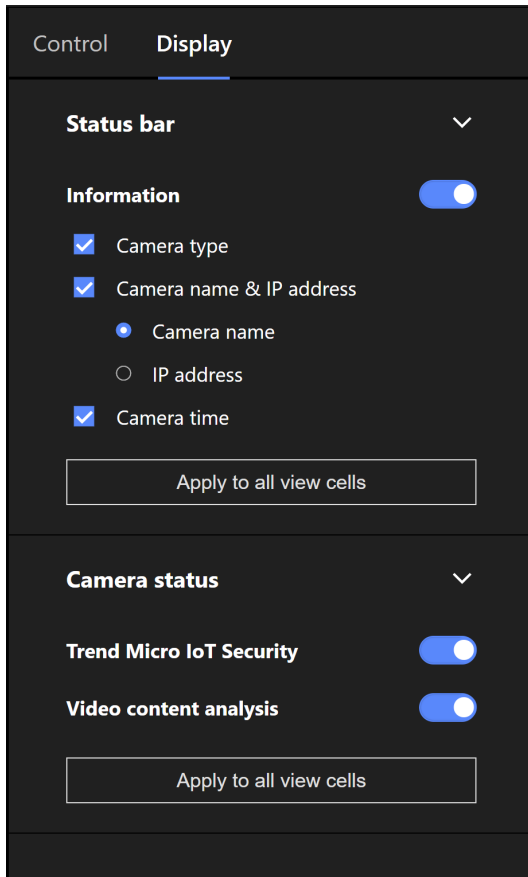 Control Display
Status bar
Information
Camera type
Camera name & IP address
Camera name
IP address
Camera time
Apply to all view cells
Camera status
Trend Micro IoT Security
Video content analysis
Apply to all view cells